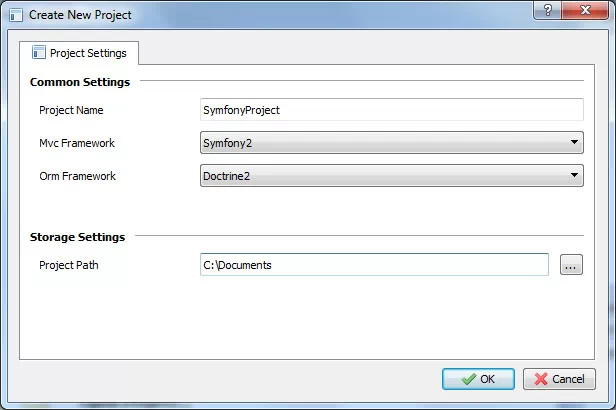 Create New Project
?
Project Settings
Common Settings
Project Name SymfonyProject
Mvc Framework Symfony2
Orm Framework Doctrine2
Storage Settings
Project Path C:\Documents ...
OK Cancel